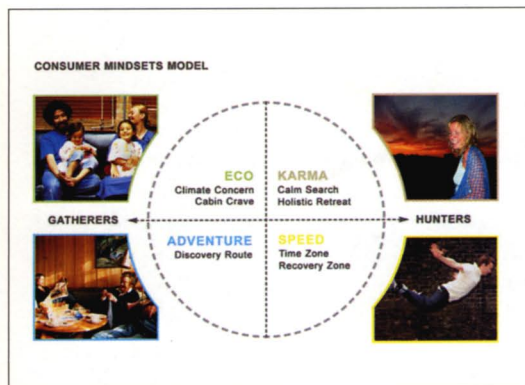 CONSUMER MINDSETS MODEL
ECO
Climate Concern
Cabin Crave
KARMA
Calm Search
Holistic Retreat
GATHERERS
HUNTERS
ADVENTURE
Discovery Route
SPEED
Time Zone
Recovery Zone